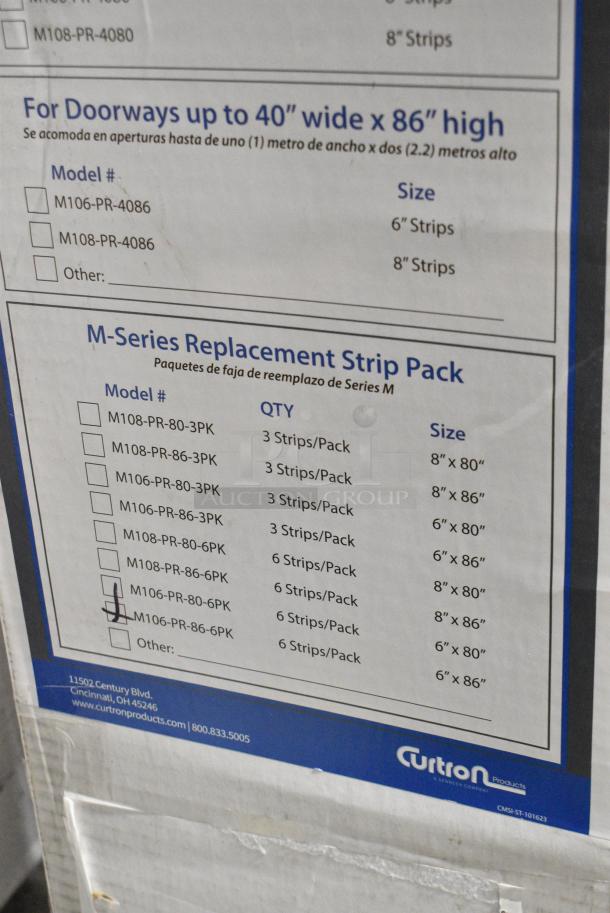 M108-PR-4080 8" Strips
For Doorways up to 40" wide x 86" high
Se acomoda en aperturas hasta de uno (1) metro de ancho x dos (2.2) metros alto
Model # Size
M106-PR-4086 6" Strips
M108-PR-4086 8" Strips
Other:
M-Series Replacement Strip Pack
Paquetes de faja de reemplazo de Series M
Model # QTY Size
M108-PR-80-3PK 3 Strips/Pack 8" x 80"
M108-PR-86-3PK 3 Strips/Pack 8" x 86"
M106-PR-80-3PK 3 Strips/Pack 6" x 80"
M106-PR-86-3PK 3 Strips/Pack 6" x 86"
M108-PR-80-6PK 6 Strips/Pack 8" x 80"
M108-PR-86-6PK 6 Strips/Pack 8" x 86"
M106-PR-80-6PK 6 Strips/Pack 6" x 80"
M106-PR-86-6PK 6 Strips/Pack 6" x 86"
Other:
11502 Century Blvd.
Cincinnati, OH 45246
www.curtronproducts.com | 800.833.5005
CurtroN Products
CMSI-ST-101623
AUCTION GROUP